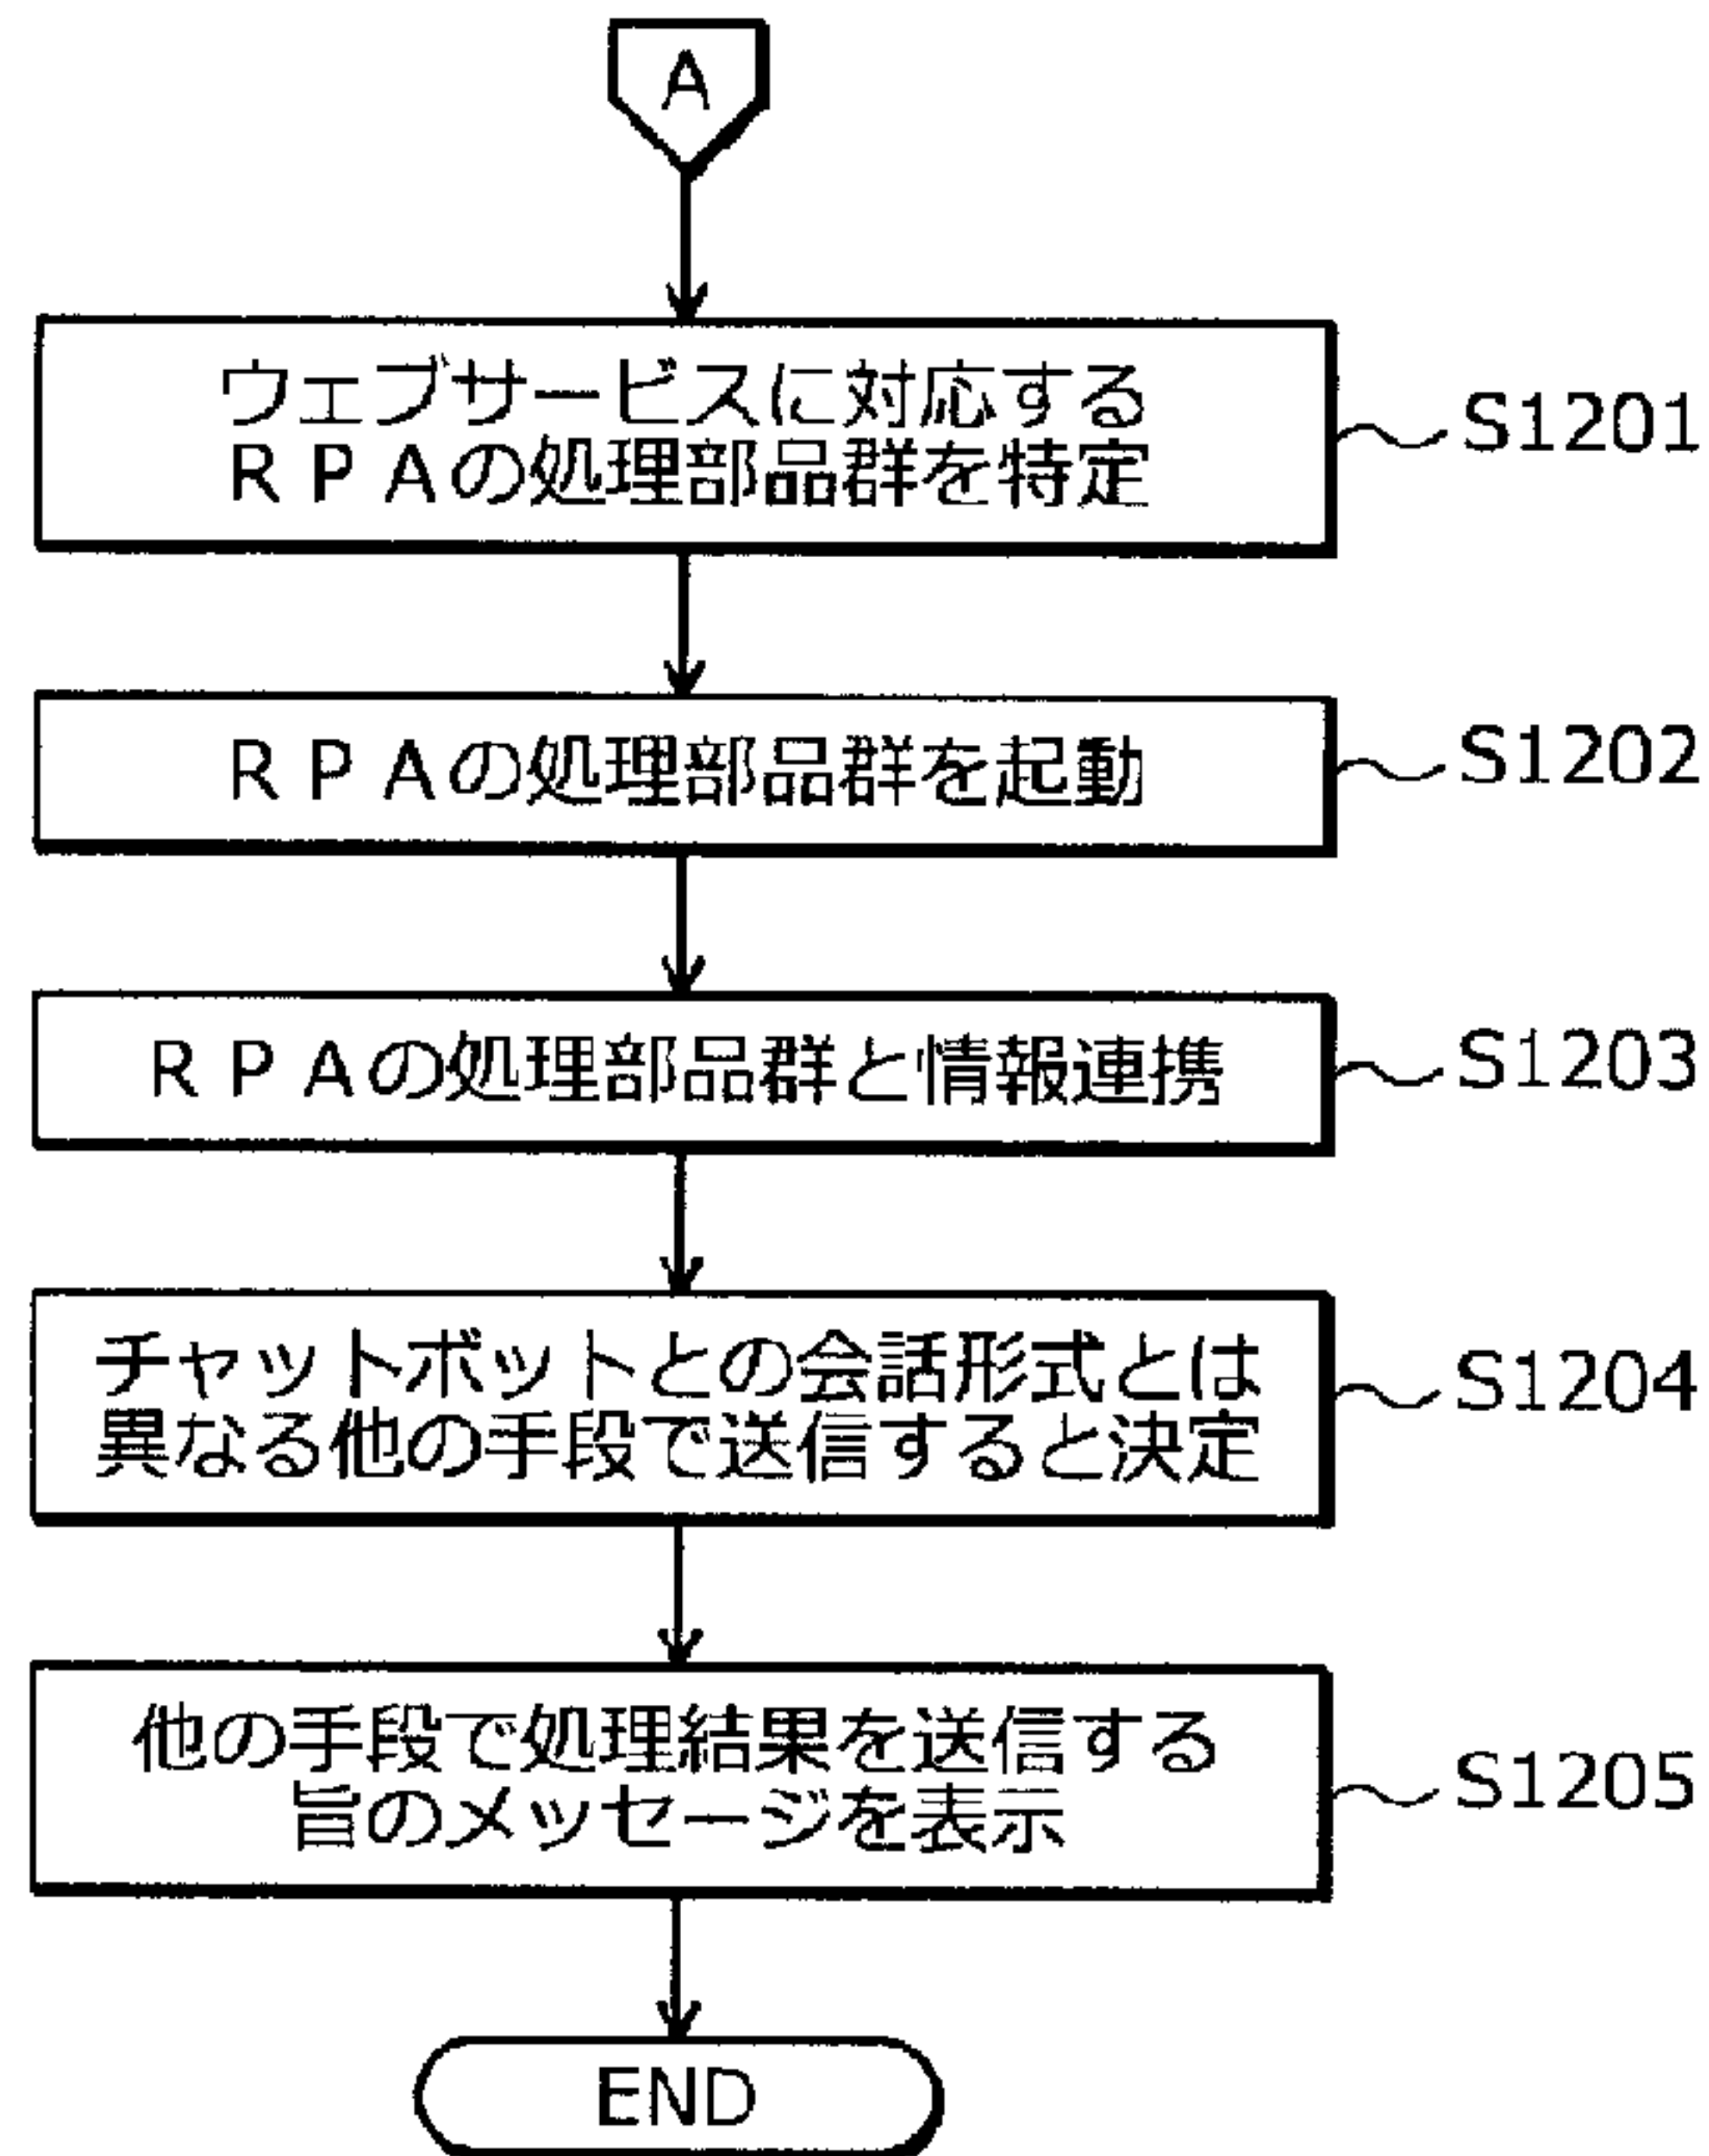 A
ウェブサービスに対応する
RPAの処理部品群を特定
S1201
RPAの処理部品群を起動
S1202
RPAの処理部品群と情報連携
S1203
チャットボットとの会話形式とは
異なる他の手段で送信すると決定
S1204
他の手段で処理結果を送信する
旨のメッセージを表示
S1205
END